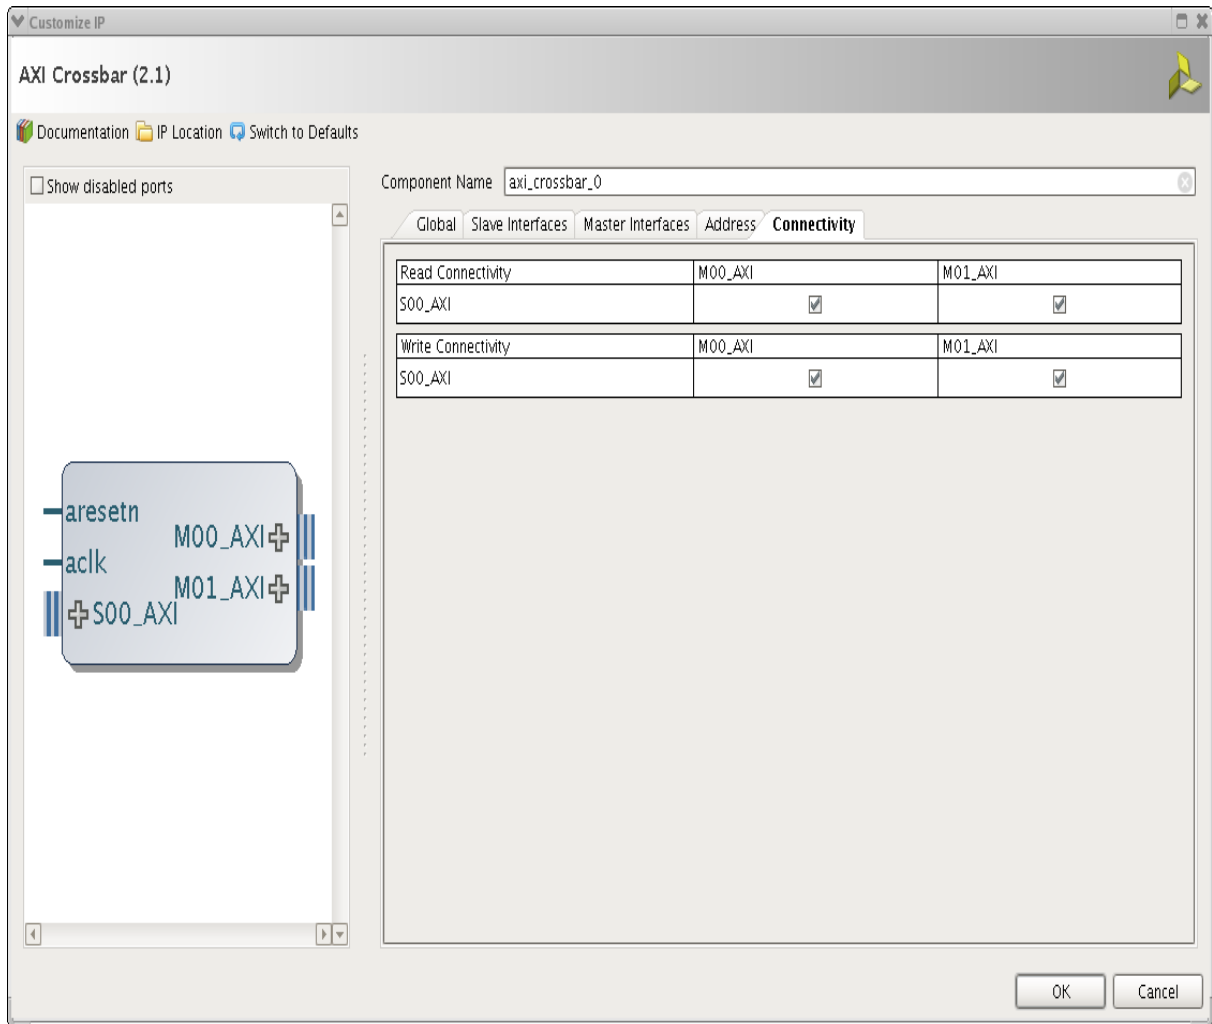 Customize IP
AXI Crossbar (2.1)
Documentation IP Location Switch to Defaults
Show disabled ports
aresetn
M00_AXI
aclk
M01_AXI
S00_AXI
Component Name axi_crossbar_0
Global Slave Interfaces Master Interfaces Address Connectivity
Read Connectivity M00_AXI M01_AXI
S00_AXI
Write Connectivity M00_AXI M01_AXI
S00_AXI
OK Cancel